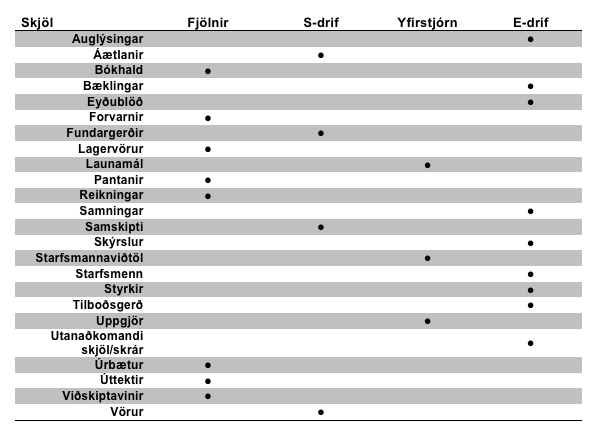 Skjöl Fjölnir S-drif Yfirstjórn E-drif
Auglýsingar ●
Áætlanir ●
Bókhald ●
Bæklingar ●
Eyðublöð ●
Forvarnir ●
Fundargerðir ●
Lagervörur ●
Launamál ●
Pantanir ●
Reikningar ●
Samningar ●
Samskipti ●
Skýrslur ●
Starfsmannaviðtöl ●
Starfsmenn ●
Styrkir ●
Tilboðsgerð ●
Uppgjör ●
Utanaðkomandi
skjöl/skrár ●
Úrbætur ●
Úttektir ●
Viðskiptavinir ●
Vörur ●